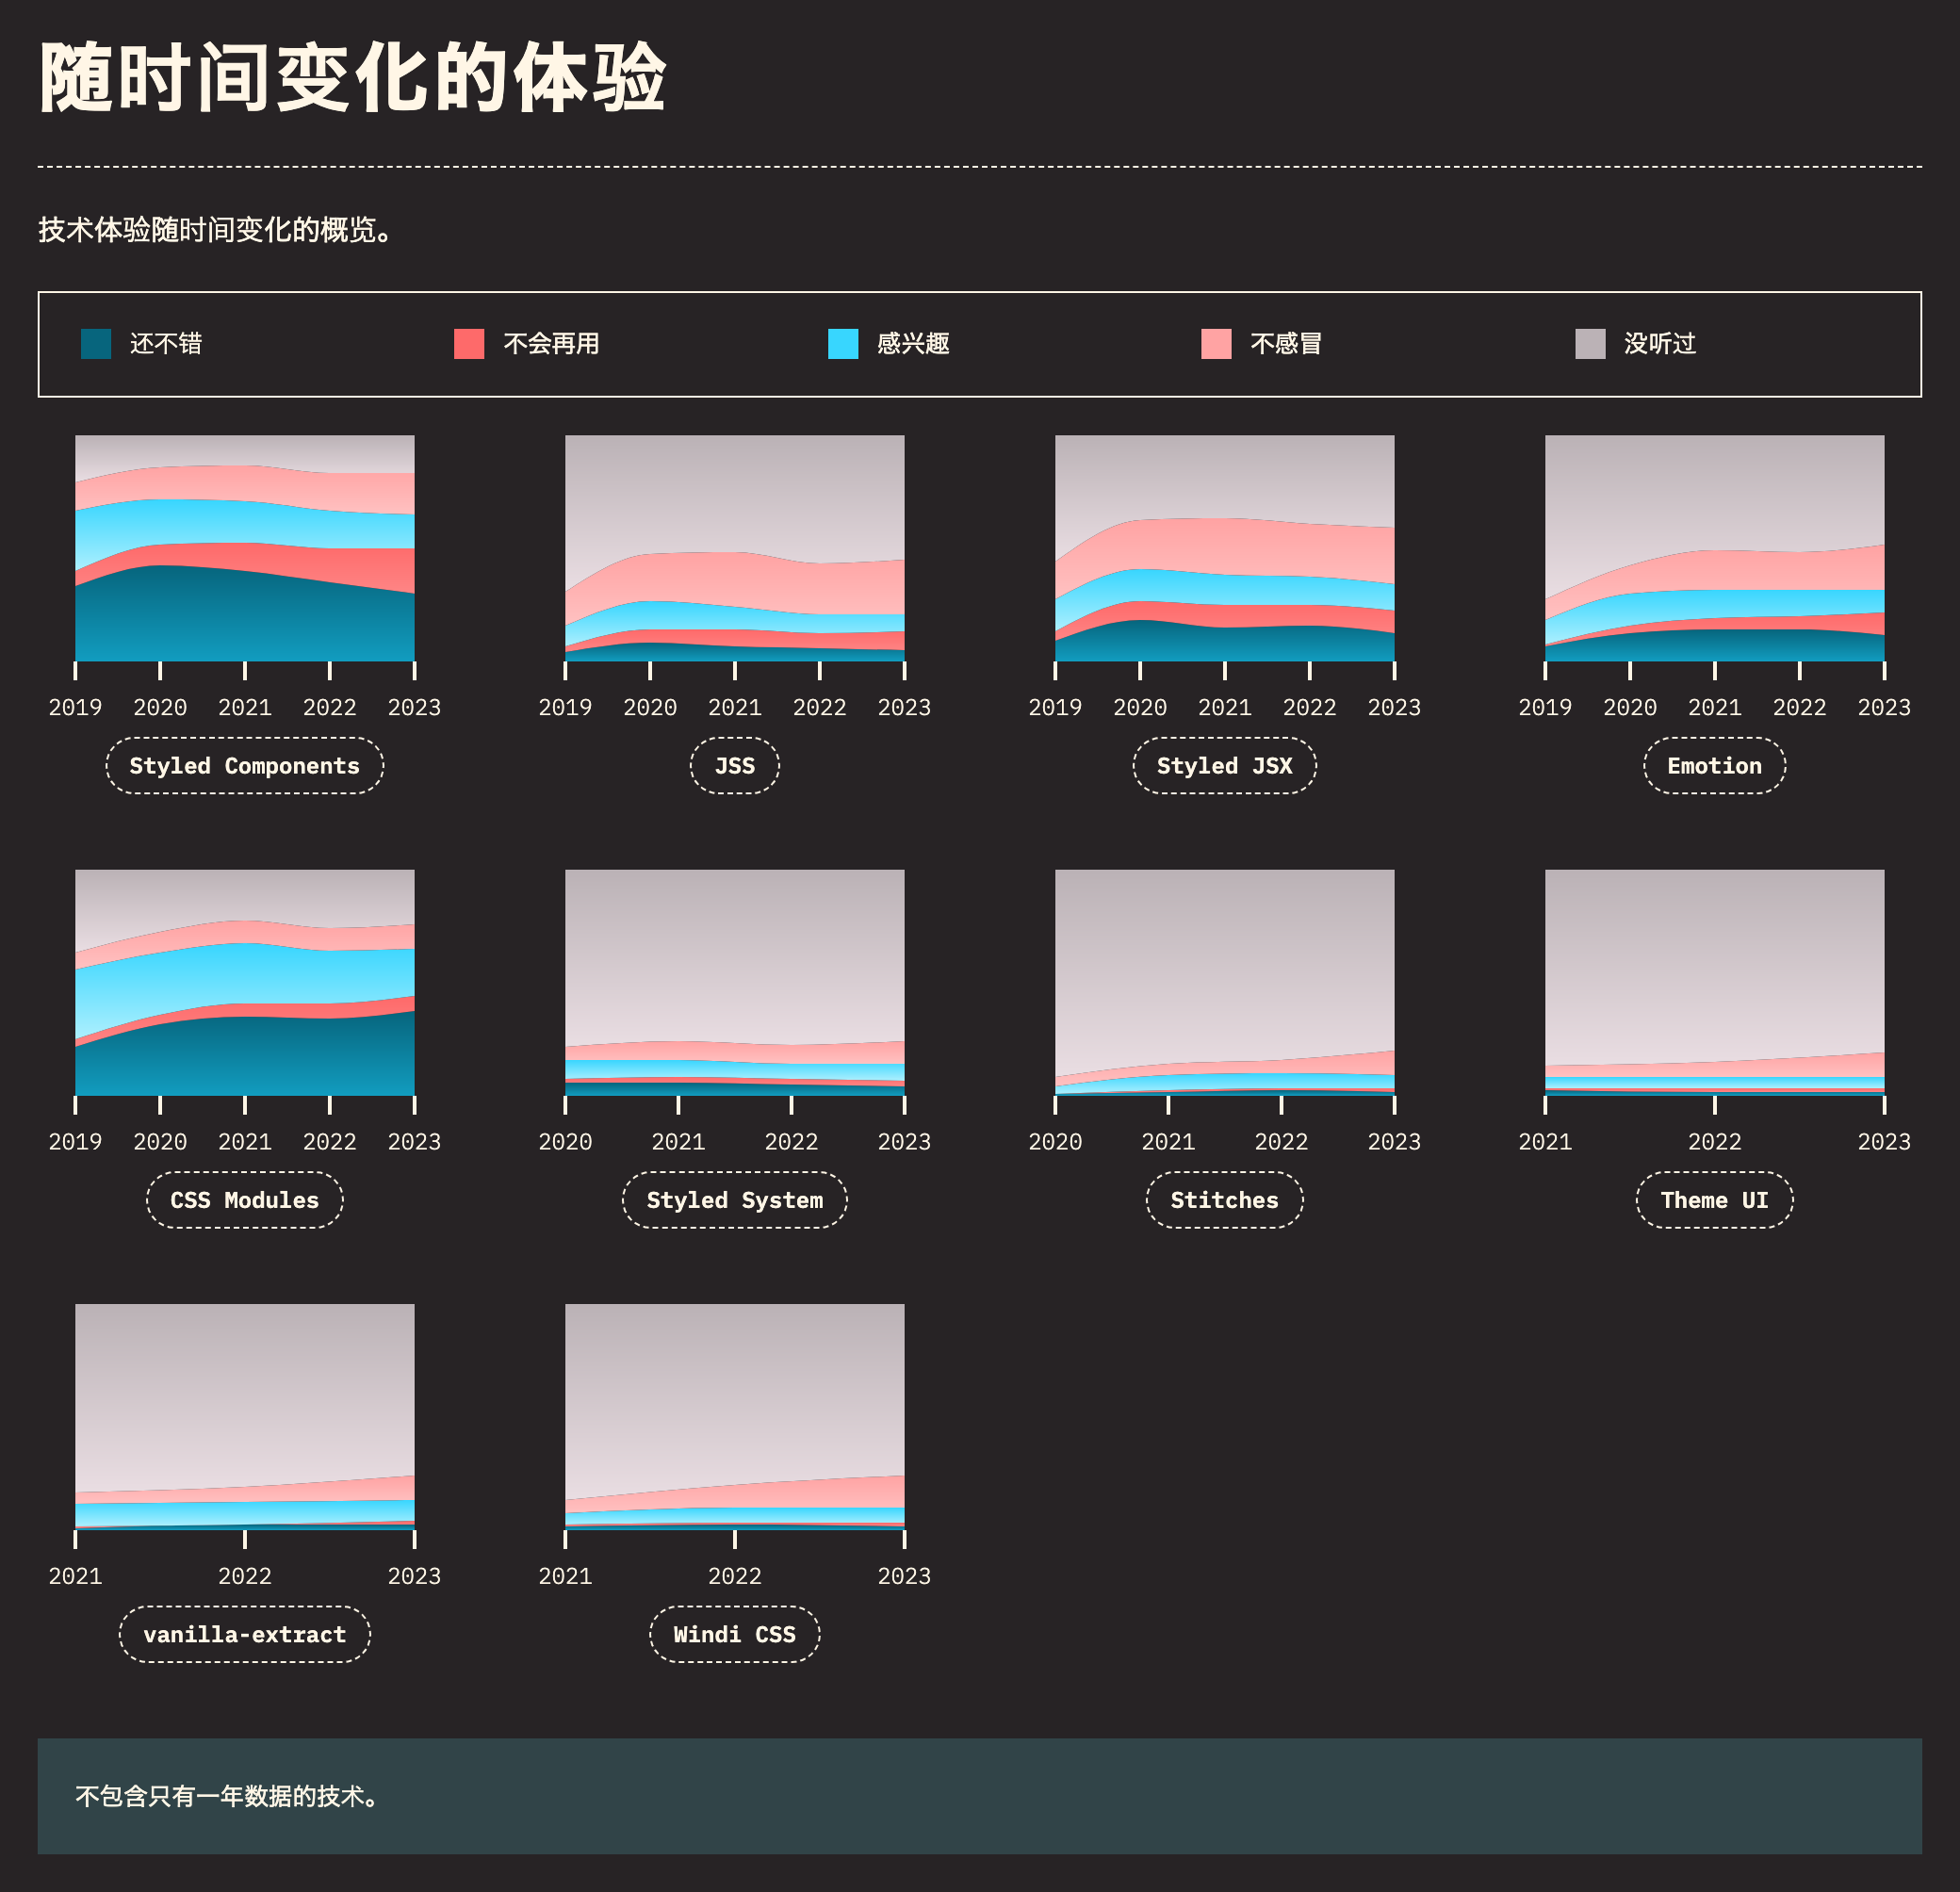 随时间变化的体验
技术体验随时间变化的概览。
还不错 不会再用 感兴趣 不感冒 没听过
2019 2020 2021 2022 2023 2019 2020 2021 2022 2023 2019 2020 2021 2022 2023 2019 2020 2021 2022 2023
Styled Components JSS Styled JSX Emotion
2019 2020 2021 2022 2023 2020 2021 2022 2023 2020 2021 2022 2023 2021 2022 2023
CSS Modules Styled System Stitches Theme UI
2021 2022 2023 2021 2022 2023
vanilla-extract Windi CSS
不包含只有一年数据的技术。